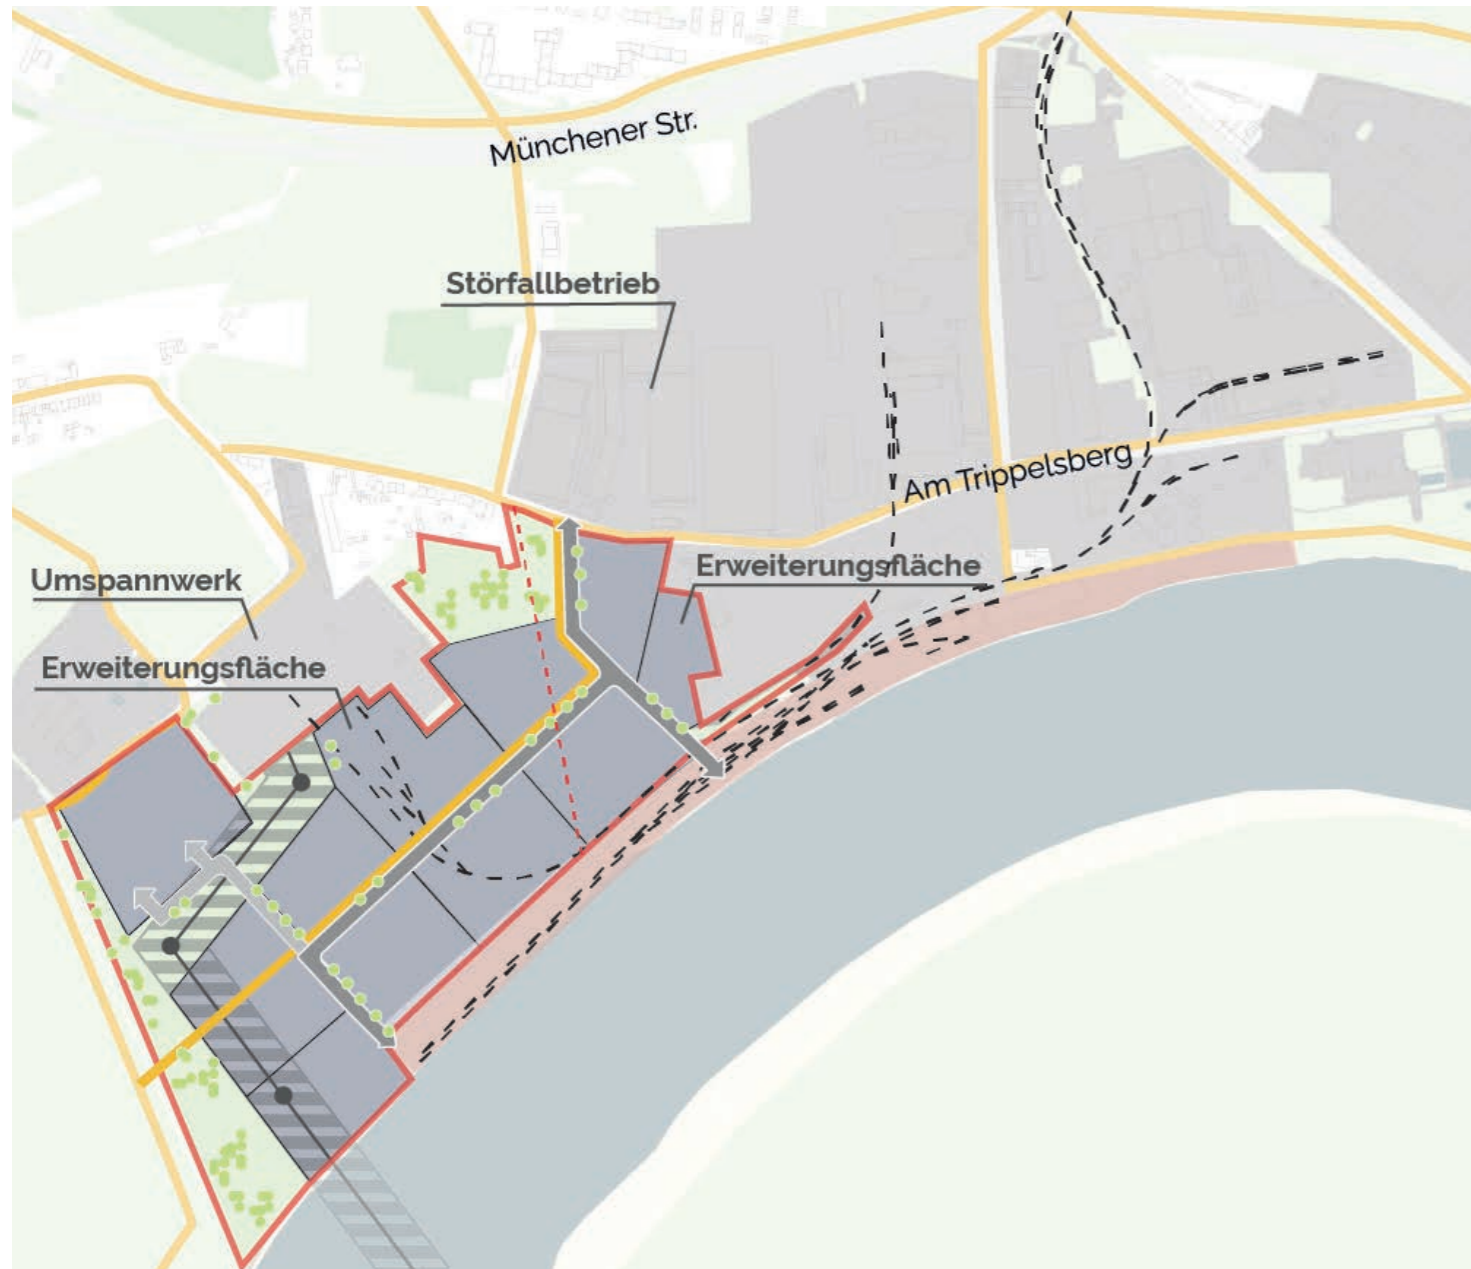 Münchener Str.
Störfallbetrieb
Am Trippelsberg
Erweiterungsfläche
Umspannwerk
Erweiterungsfläche